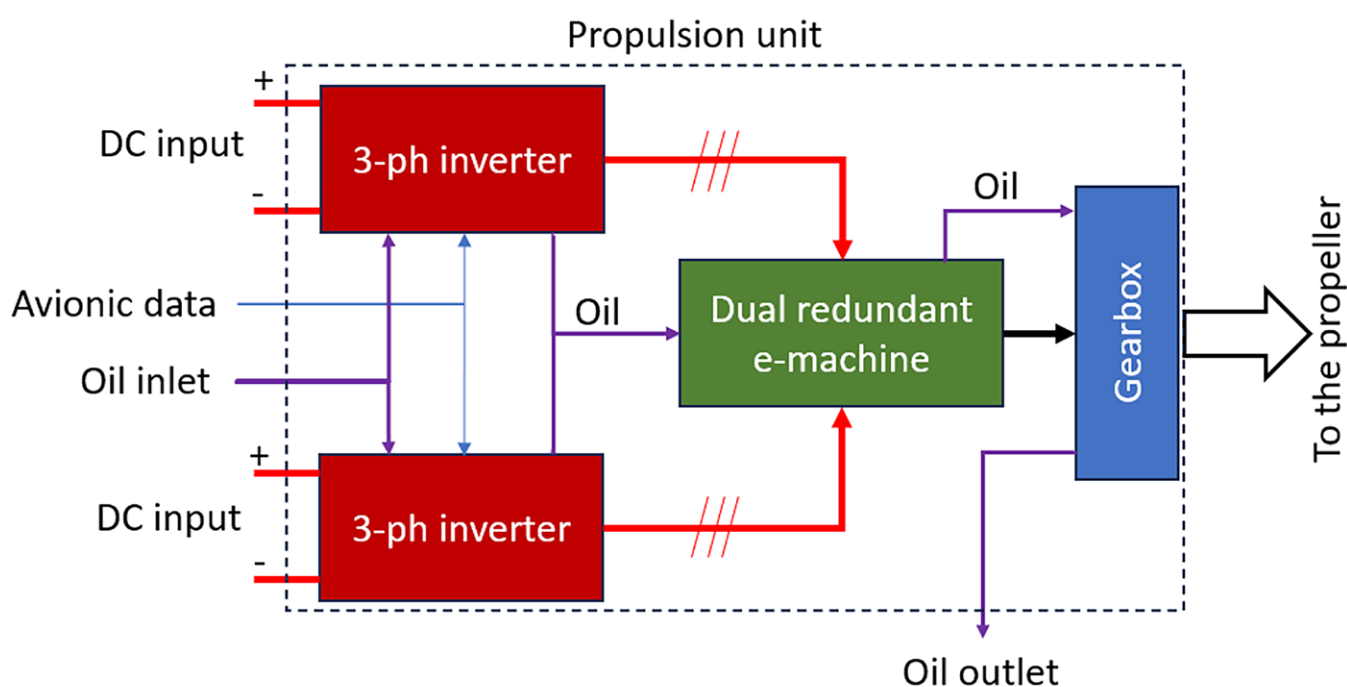 Propulsion unit
+
DC input
-
3-ph inverter
Oil
Avionic data
Oil
Dual redundant
e-machine
Gearbox
To the propeller
Oil inlet
+
DC input
-
3-ph inverter
Oil outlet